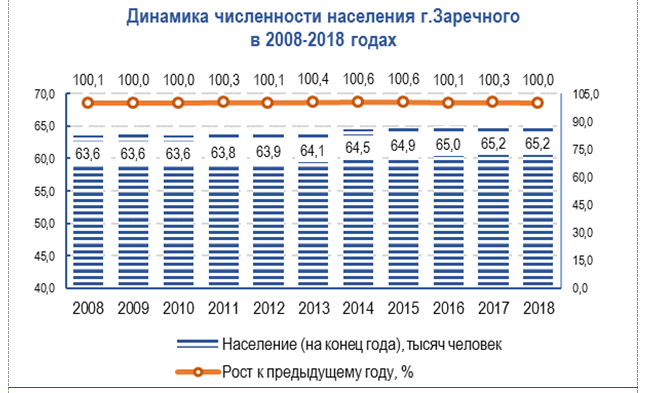 Динамика численности населения г.Заречного
в 2008-2018 годах
100,1 100,0 100,0 100,3 100,1 100,4 100,6 100,6 100,1 100,3 100,0
70,0 105,0
65,0 90,0
63,6 63,6 63,6 63,8 63,9 64,1 64,5 64,9 65,0 65,2 65,2
60,0 75,0
55,0 60,0
50,0 45,0
30,0
45,0 15,0
40,0 0,0
2008 2009 2010 2011 2012 2013 2014 2015 2016 2017 2018
Население (на конец года), тысяч человек
Рост к предыдущему году, %